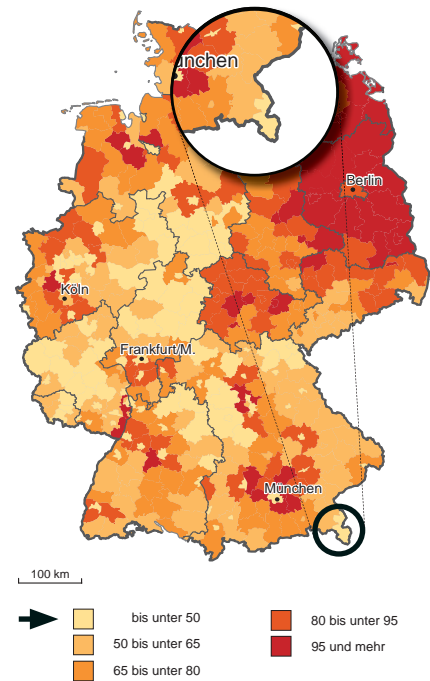 unchen
Berlin
Köln
Frankfurt/M.
München
100 km
bis unter 50
50 bis unter 65
65 bis unter 80
80 bis unter 95
95 und mehr